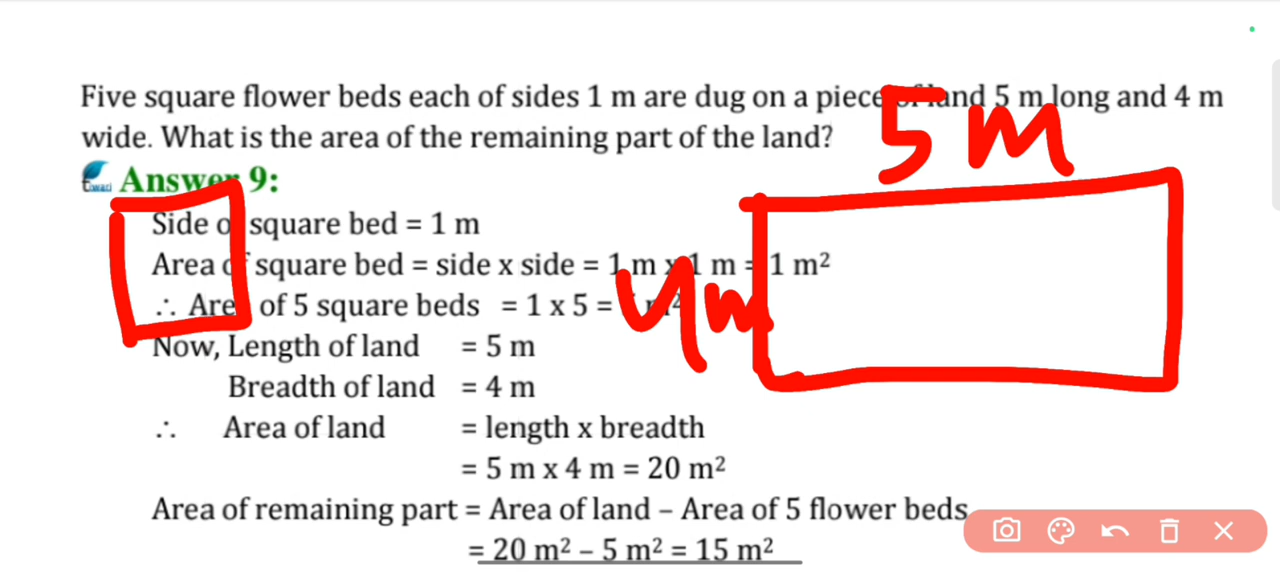 Five square flower beds each of sides 1 m are dug on a piece of land 5 m long and 4 m
wide. What is the area of the remaining part of the land?
5 m
Answer 9:
Side of square bed = 1 m
Area of square bed = side x side = 1 m x 1 m = 1 m²
∴ Area of 5 square beds = 1 x 5 =
4m
Now, Length of land = 5 m
Breadth of land = 4 m
∴ Area of land = length x breadth
= 5 m x 4 m = 20 m²
Area of remaining part = Area of land – Area of 5 flower beds
= 20 m² – 5 m² = 15 m²